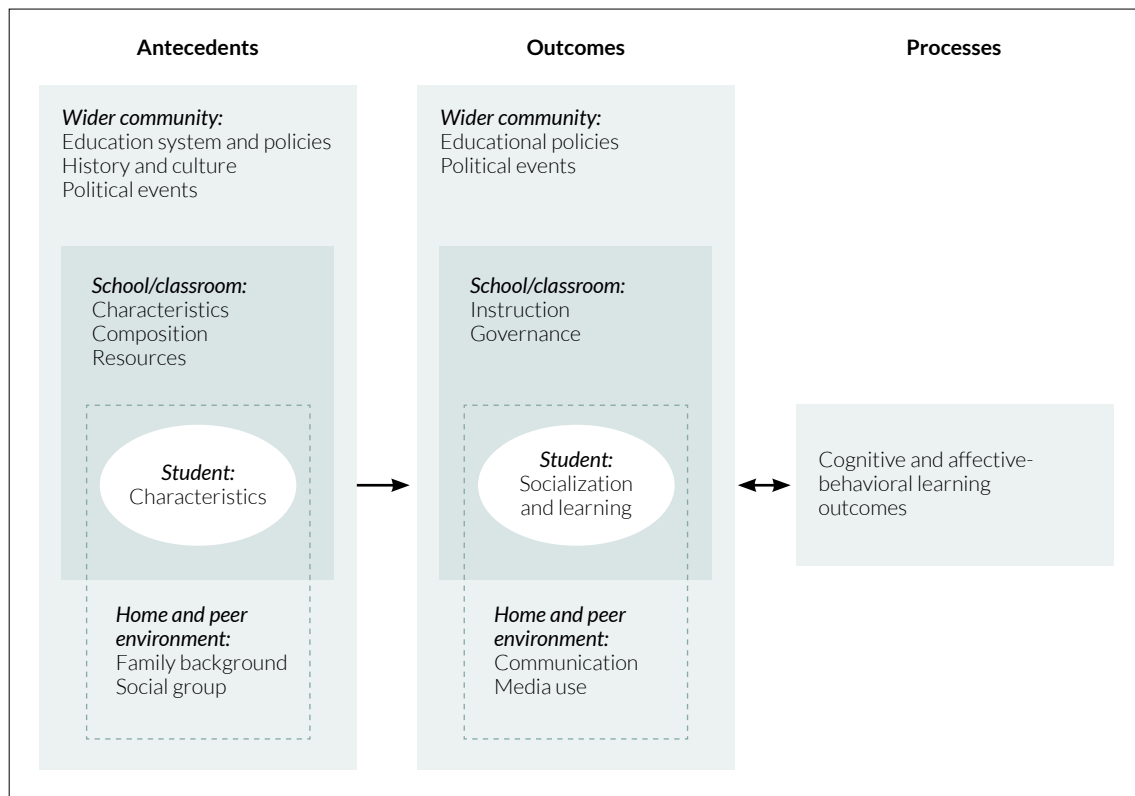 Antecedents
Outcomes
Processes
Wider community:
Education system and policies
History and culture
Political events
School/classroom:
Characteristics
Composition
Resources
Student:
Characteristics
Home and peer
environment:
Family background
Social group
Wider community:
Educational policies
Political events
School/classroom:
Instruction
Governance
Student:
Socialization
and learning
Home and peer
environment:
Communication
Media use
Cognitive and affective-
behavioral learning
outcomes